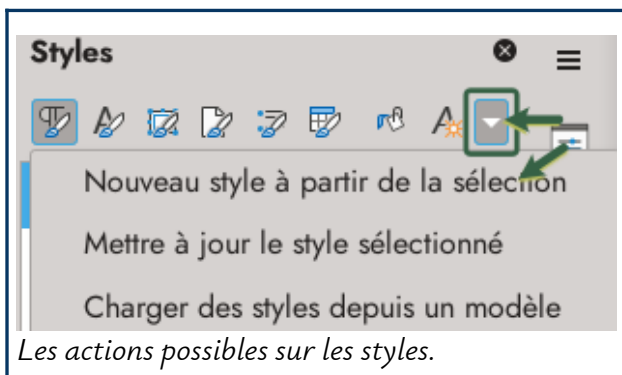 Styles
Nouveau style à partir de la sélection
Mettre à jour le style sélectionné
Charger des styles depuis un modèle
Les actions possibles sur les styles.